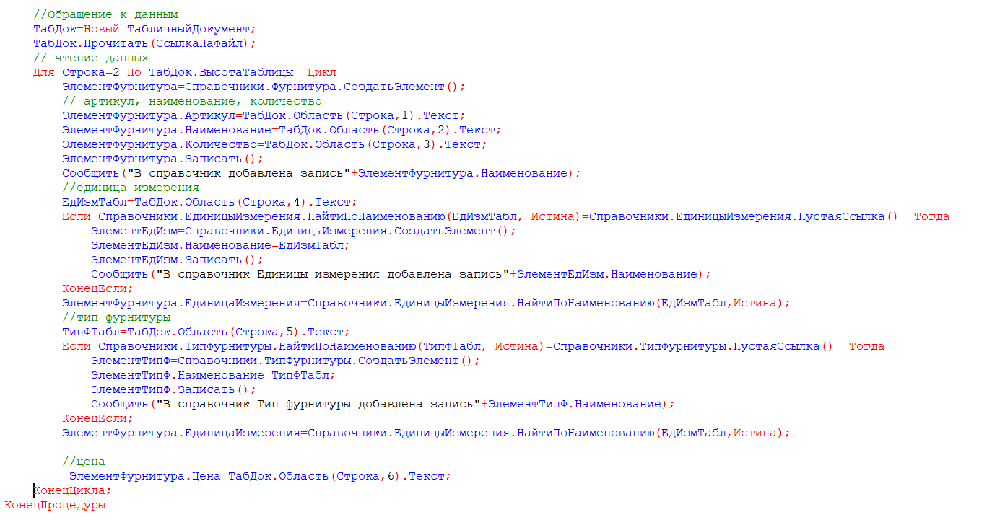 //Обращение к данным
ТабДок=Новый ТабличныйДокумент;
ТабДок.Прочитать(СсылкаНаФайл);
// чтение данных
Для Строка=2 По ТабДок.ВысотаТаблицы  Цикл
ЭлементФурнитура=Справочники.Фурнитура.СоздатьЭлемент();
// артикул, наименование, количество
ЭлементФурнитура.Артикул=ТабДок.Область(Строка,1).Текст;
ЭлементФурнитура.Наименование=ТабДок.Область(Строка,2).Текст;
ЭлементФурнитура.Количество=ТабДок.Область(Строка,3).Текст;
ЭлементФурнитура.Записать();
Сообщить("В справочник добавлена запись"+ЭлементФурнитура.Наименование);
//единица измерения
ЕдИзмТабл=ТабДок.Область(Строка,4).Текст;
Если Справочники.ЕдиницыИзмерения.НайтиПоНаименованию(ЕдИзмТабл, Истина)=Справочники.ЕдиницыИзмерения.ПустаяСсылка()  Тогда
ЭлементЕдИзм=Справочники.ЕдиницыИзмерения.СоздатьЭлемент();
ЭлементЕдИзм.Наименование=ЕдИзмТабл;
ЭлементЕдИзм.Записать();
Сообщить("В справочник Единицы измерения добавлена запись"+ЭлементЕдИзм.Наименование);
КонецЕсли;
ЭлементФурнитура.ЕдиницаИзмерения=Справочники.ЕдиницыИзмерения.НайтиПоНаименованию(ЕдИзмТабл,Истина);
//тип фурнитуры
ТипФТабл=ТабДок.Область(Строка,5).Текст;
Если Справочники.ТипФурнитуры.НайтиПоНаименованию(ТипФТабл, Истина)=Справочники.ТипФурнитуры.ПустаяСсылка()  Тогда
ЭлементТипФ=Справочники.ТипФурнитуры.СоздатьЭлемент();
ЭлементТипФ.Наименование=ТипФТабл;
ЭлементТипФ.Записать();
Сообщить("В справочник Тип фурнитуры добавлена запись"+ЭлементТипФ.Наименование);
КонецЕсли;
ЭлементФурнитура.ЕдиницаИзмерения=Справочники.ЕдиницыИзмерения.НайтиПоНаименованию(ЕдИзмТабл,Истина);
//цена
ЭлементФурнитура.Цена=ТабДок.Область(Строка,6).Текст;
КонецЦикла;
КонецПроцедуры